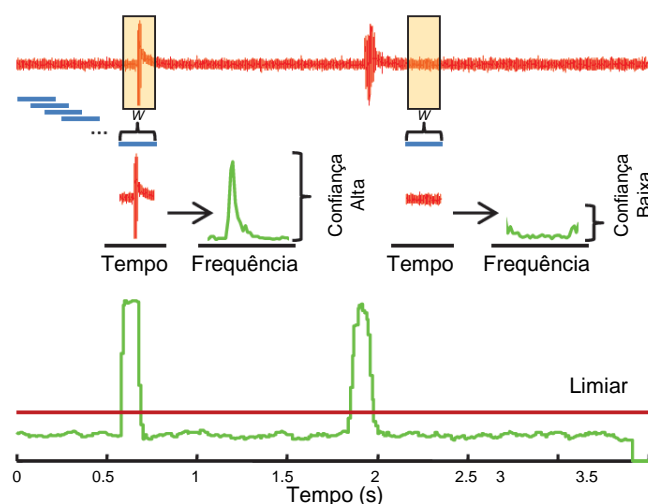 w
w
...
Confiança
Alta
Confiança
Baixa
Tempo
Frequência
Tempo
Frequência
Limiar
0 0.5 1 1.5 2 2.5 3 3.5
Tempo (s)